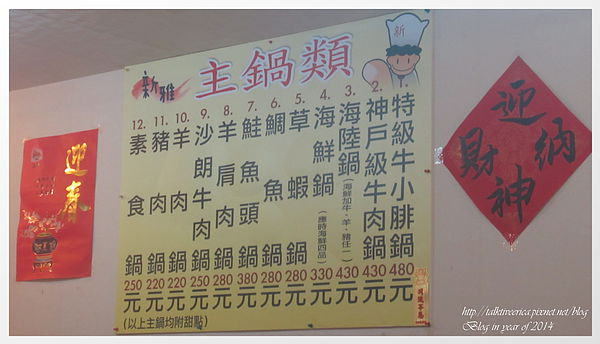 新雅
主鍋類
新
1. 特級牛小腓鍋 480元
2. 神戶級牛肉鍋 430元
3. 海陸鍋(海鮮加牛、羊、豬任一) 430元
4. 海鮮鍋(應時海鮮四品) 330元
5. 草蝦鍋 280元
6. 鯛魚鍋 280元
7. 鮭魚頭鍋 380元
8. 羊肩肉鍋 280元
9. 沙朗牛肉鍋 250元
10. 羊肉鍋 220元
11. 豬肉鍋 220元
12. 素食鍋 250元
(以上主鍋均附甜點)
迎春
迎納財神
http://talktiveerica.pixnet.net/blog
Blog in year of 2014